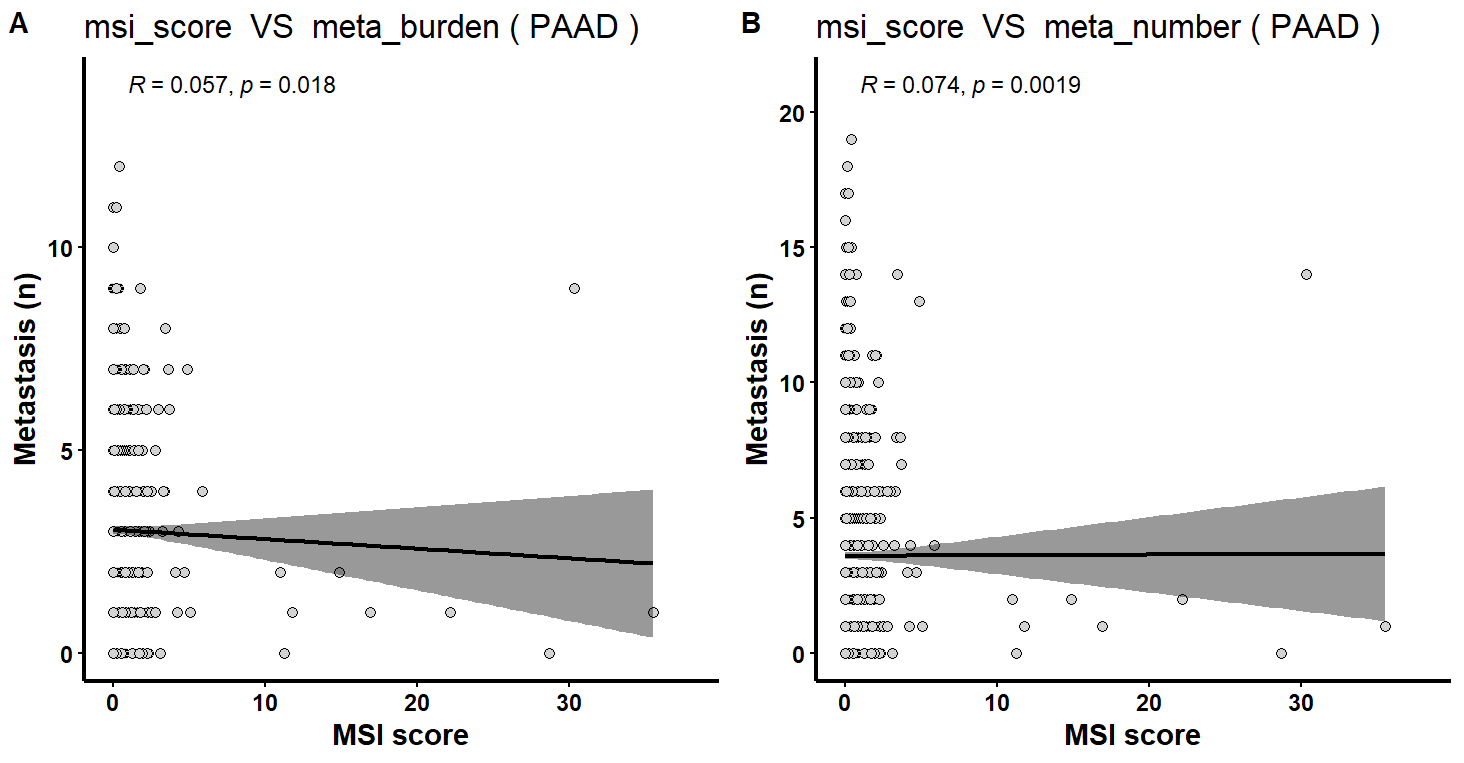 A
msi_score VS meta_burden ( PAAD )
R = 0.057, p = 0.018
10
5
0
Metastasis (n)
0 10 20 30
MSI score
B
msi_score VS meta_number ( PAAD )
R = 0.074, p = 0.0019
20
15
10
5
0
Metastasis (n)
0 10 20 30
MSI score